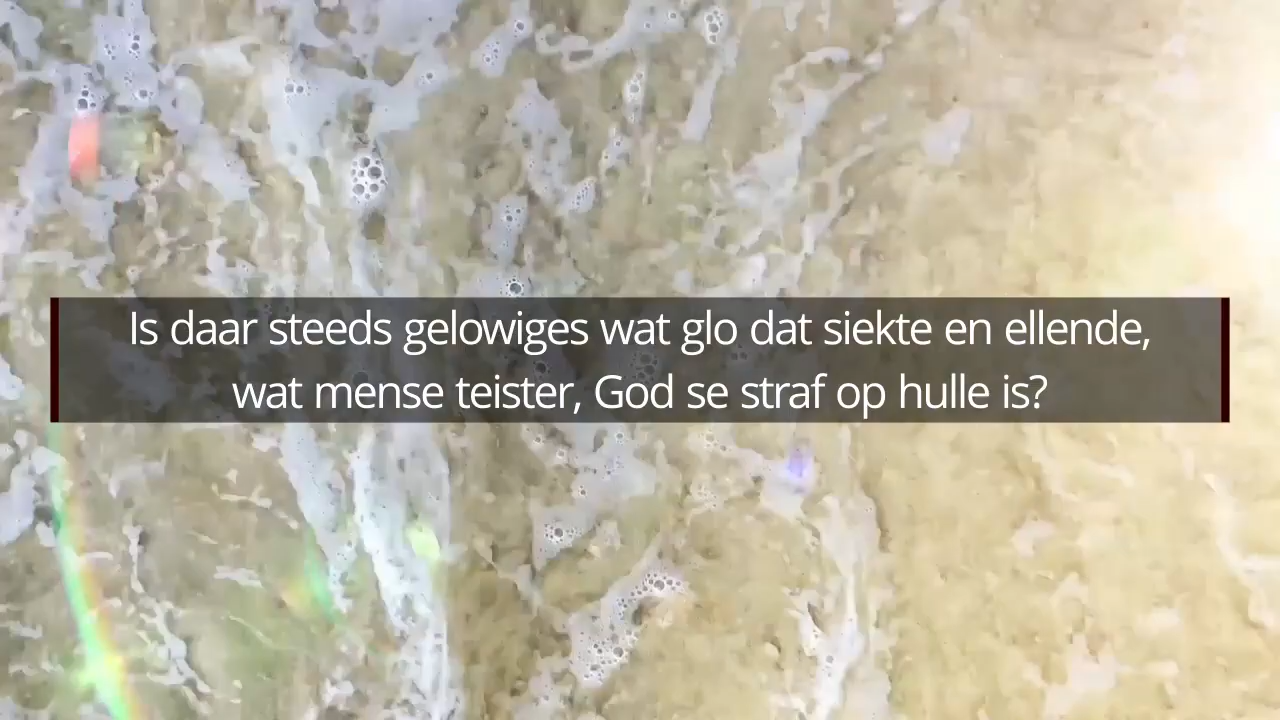 Is daar steeds gelowiges wat glo dat siekte en ellende,
wat mense teister, God se straf op hulle is?